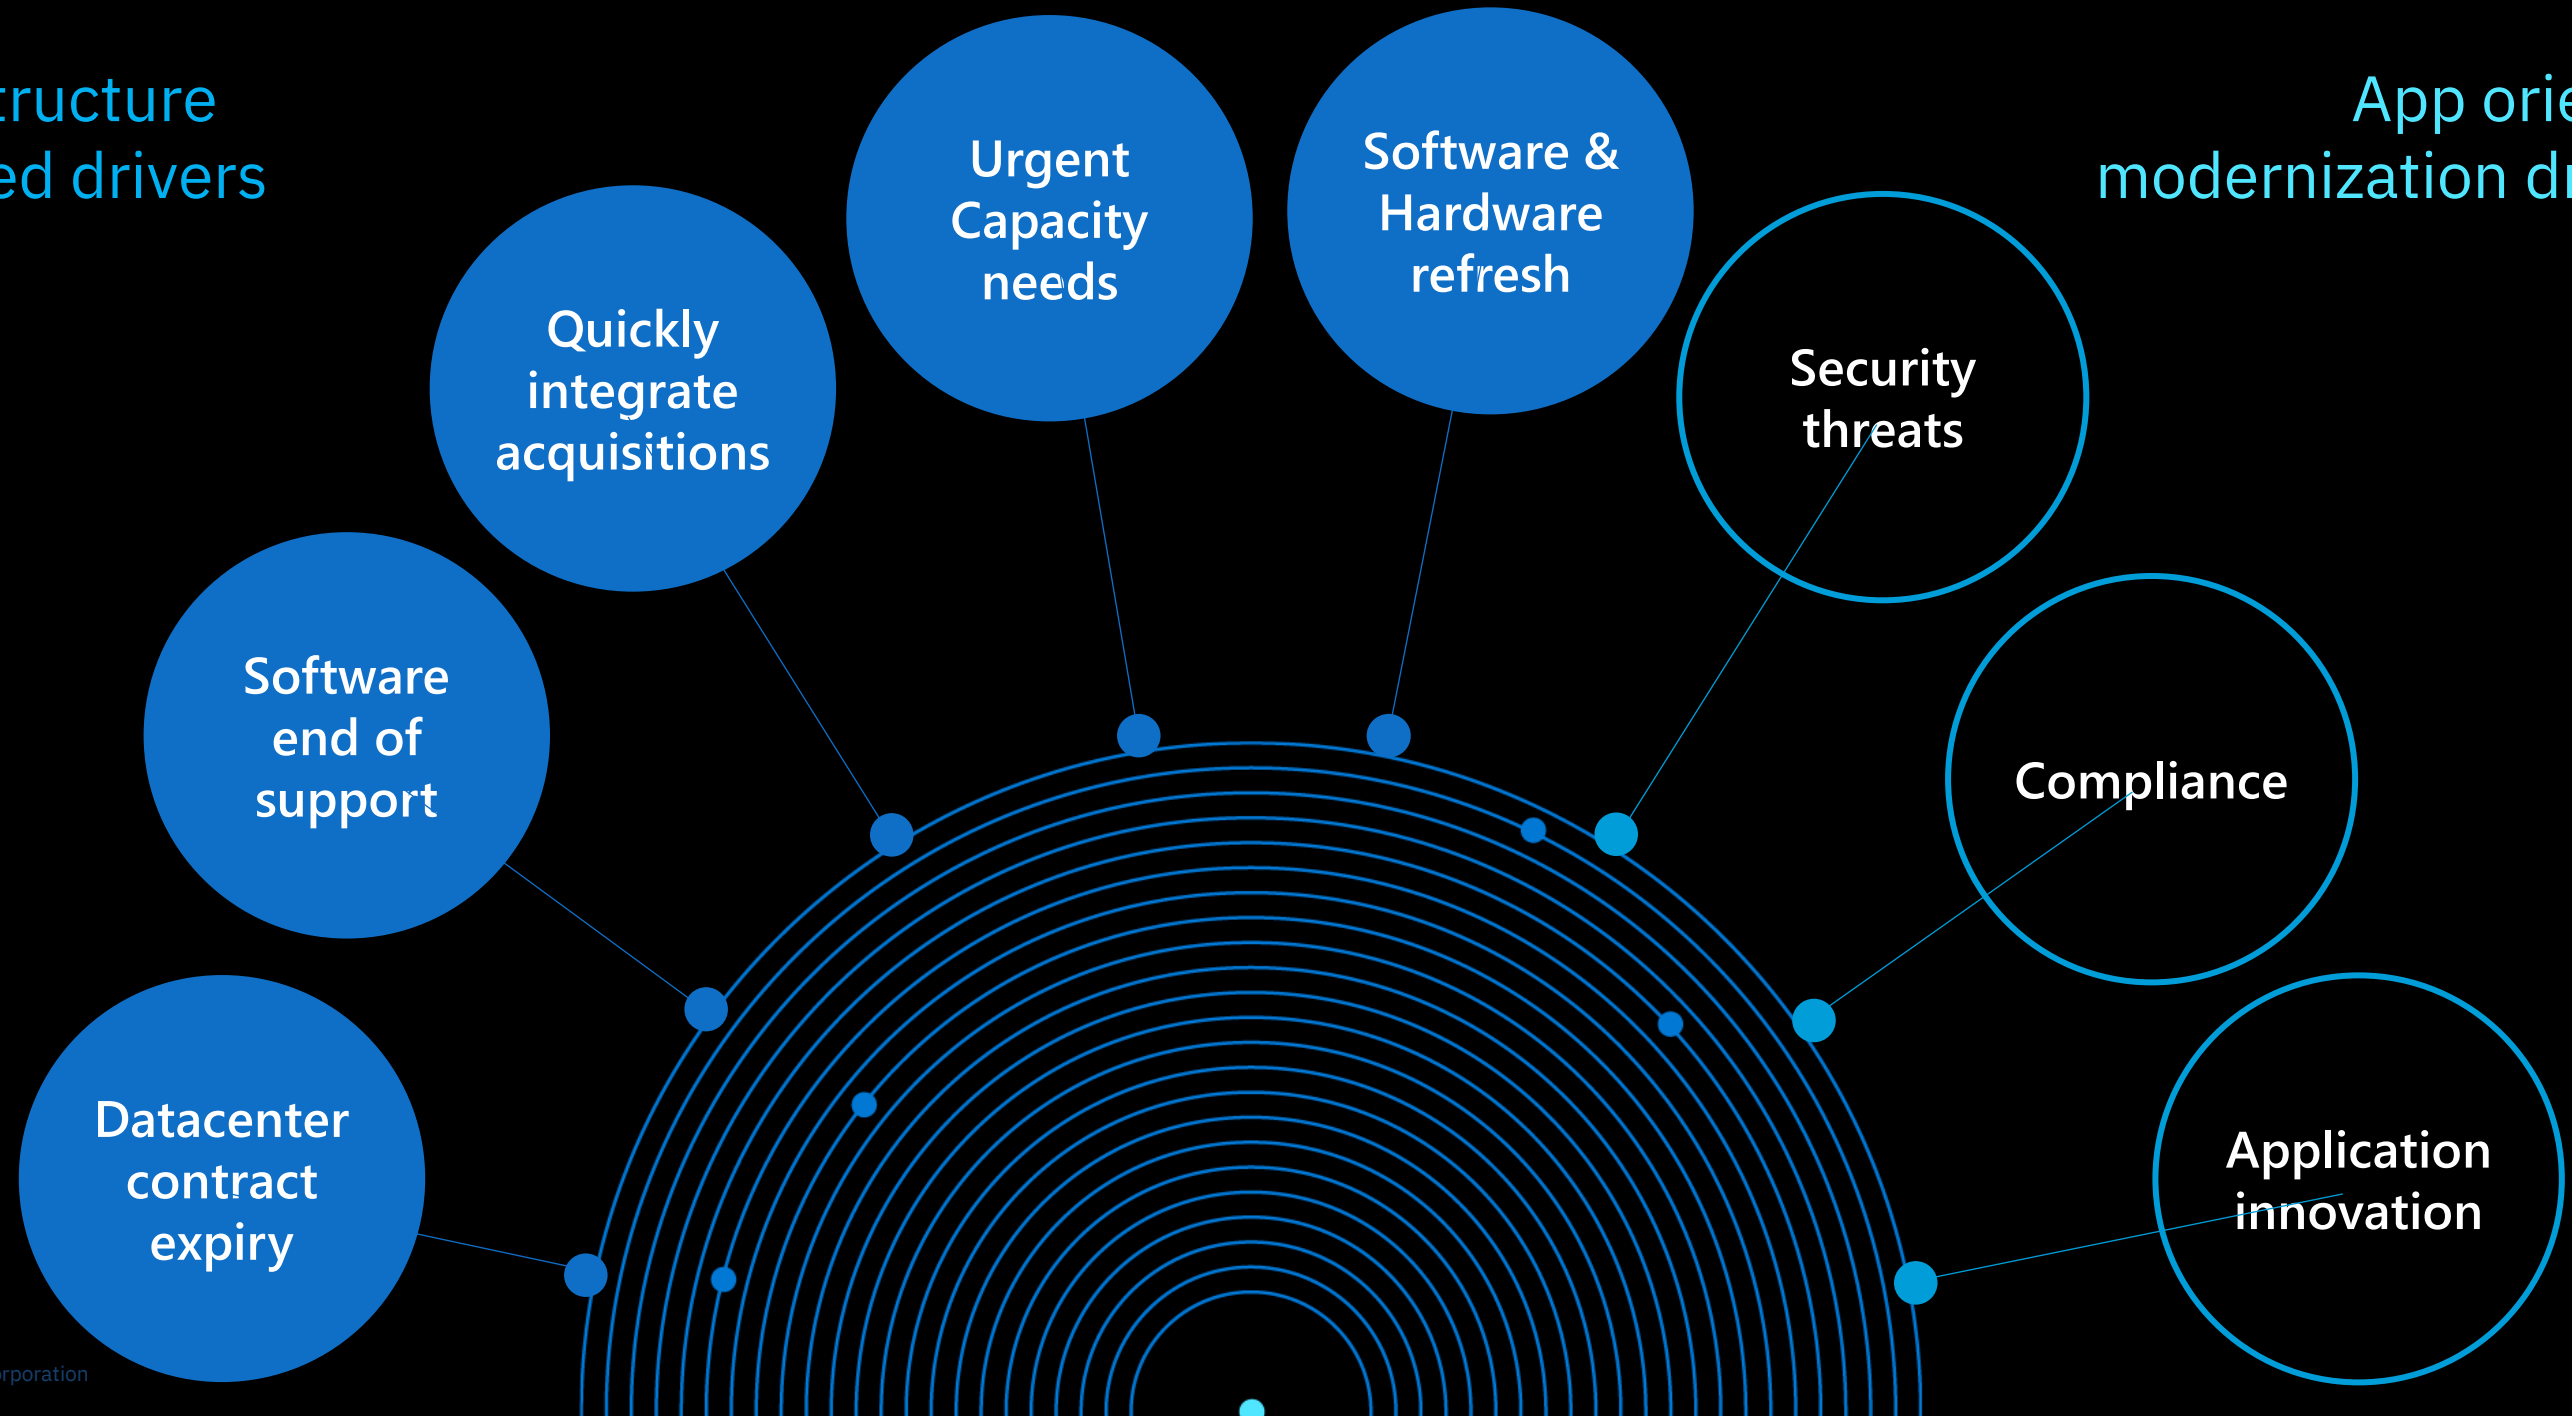 tructure
ed drivers
App orie
modernization dr
Urgent
Capacity
needs
Software &
Hardware
refresh
Quickly
integrate
acquisitions
Security
threats
Software
end of
support
Compliance
Datacenter
contract
expiry
Application
innovation
rporation